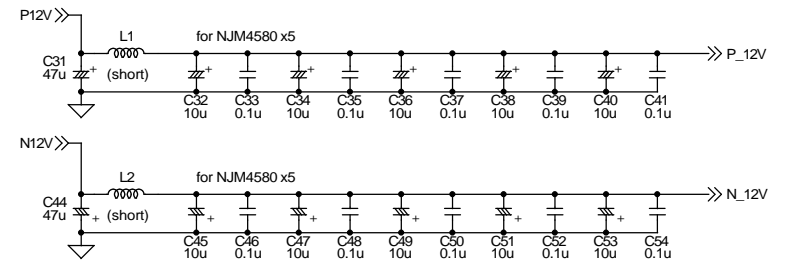 P12V
L1 for NJM4580 x5
P_12V
C31
47u
+ (short) + + + + +
C32 C33 C34 C35 C36 C37 C38 C39 C40 C41
10u 0.1u 10u 0.1u 10u 0.1u 10u 0.1u 10u 0.1u
N12V
L2 for NJM4580 x5
N_12V
C44
47u
+ (short) + + + + +
C45 C46 C47 C48 C49 C50 C51 C52 C53 C54
10u 0.1u 10u 0.1u 10u 0.1u 10u 0.1u 10u 0.1u